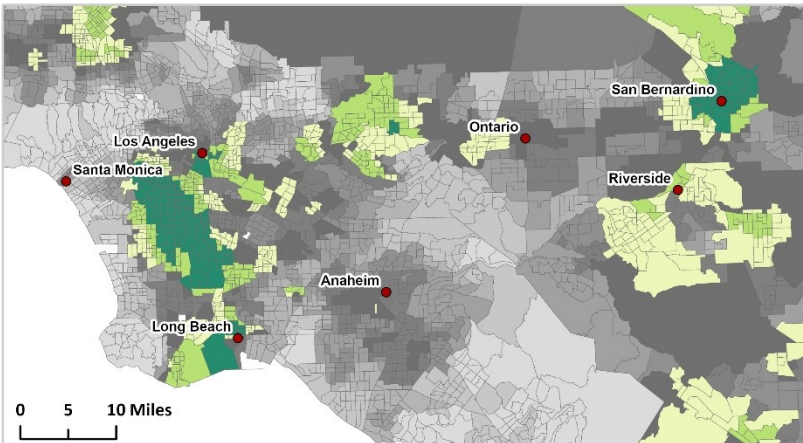 San Bernardino
Los Angeles
Ontario
Santa Monica
Riverside
Anaheim
Long Beach
0 5 10 Miles